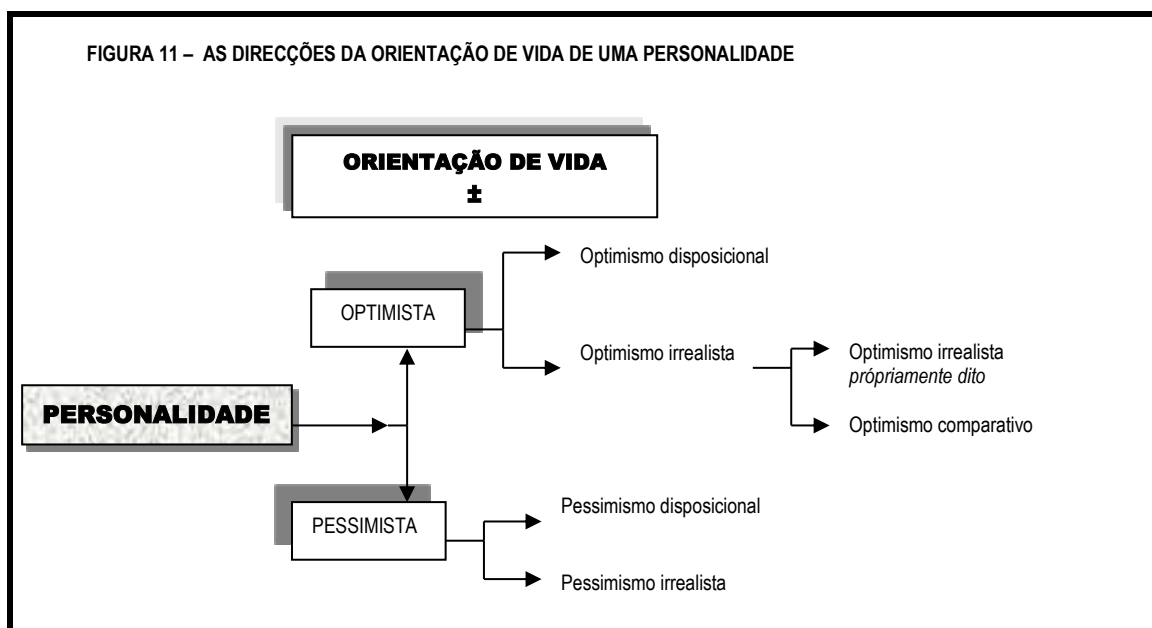 FIGURA 11 – AS DIRECÇÕES DA ORIENTAÇÃO DE VIDA DE UMA PERSONALIDADE
ORIENTAÇÃO DE VIDA
±
Optimismo disposicional
OPTIMISTA
Optimismo irrealista
Optimismo irrealista
própriamente dito
Optimismo comparativo
PERSONALIDADE
Pessimismo disposicional
PESSIMISTA
Pessimismo irrealista